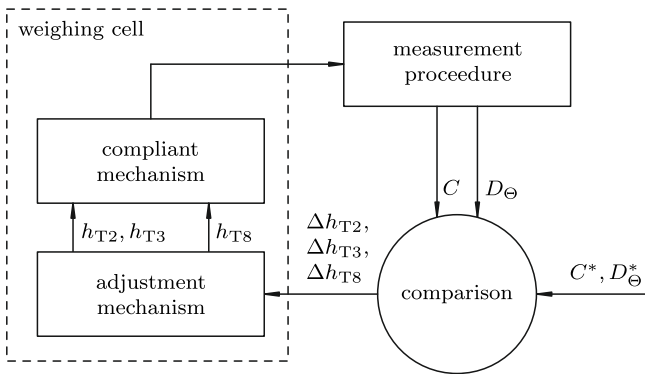 weighing cell
measurement
proceedure
compliant
mechanism
C
D_Θ
h_T2, h_T3
h_T8
Δh_T2,
Δh_T3,
Δh_T8
C*, D*_Θ
adjustment
mechanism
comparison